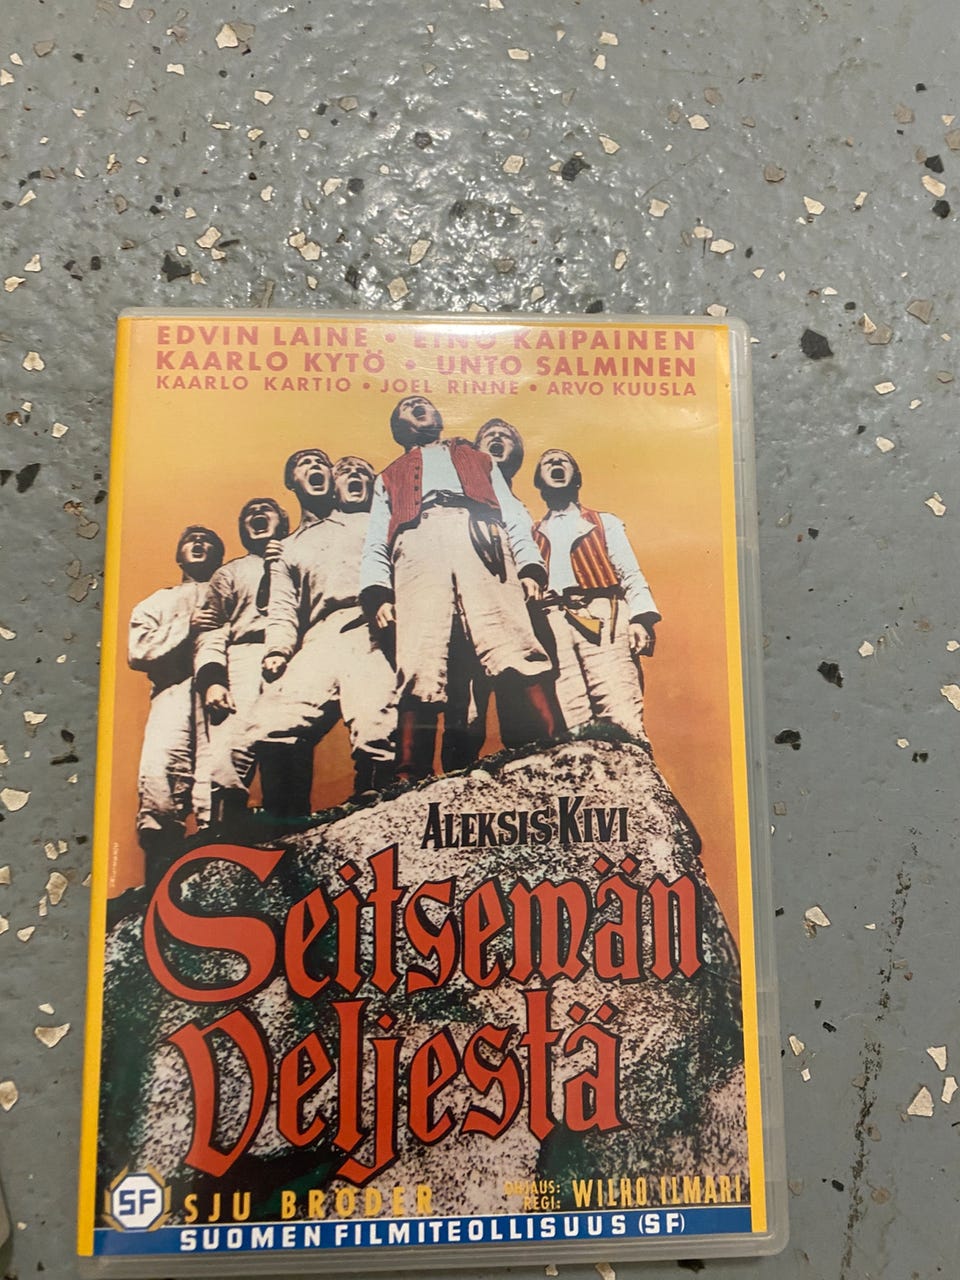 EDVIN LAINE • EINO KAIPAINEN
KAARLO KYTÖ • UNTO SALMINEN
KAARLO KARTIO • JOEL RINNE • ARVO KUUSLA
ALEKSIS KIVI
Seitsemän
Veljestä
SF
SJU BRÖDER
OHJAUS:
REGI:
WILHO ILMARI
SUOMEN FILMITEOLLISUUS (SF)